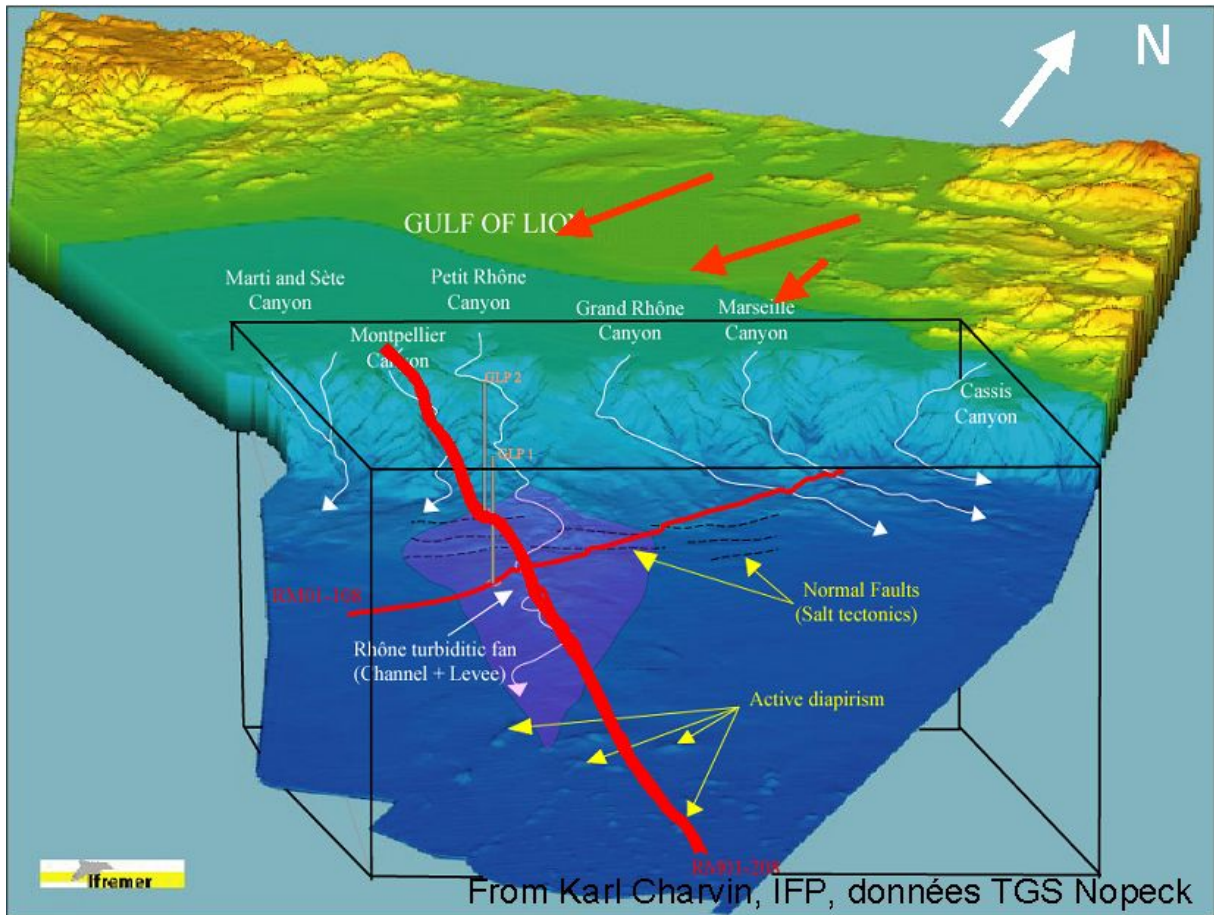 N
GULF OF LION
Marti and Sète
Canyon
Petit Rhône
Canyon
Montpellier
Canyon
Grand Rhône
Canyon
Marseille
Canyon
Cassis
Canyon
GLP 2
GLP 1
RM01-108
Normal Faults
(Salt tectonics)
Rhône turbiditic fan
(Channel + Levee)
Active diapirism
RM01-208
Ifremer
From Karl Charvin, IFP, données TGS Nopeck